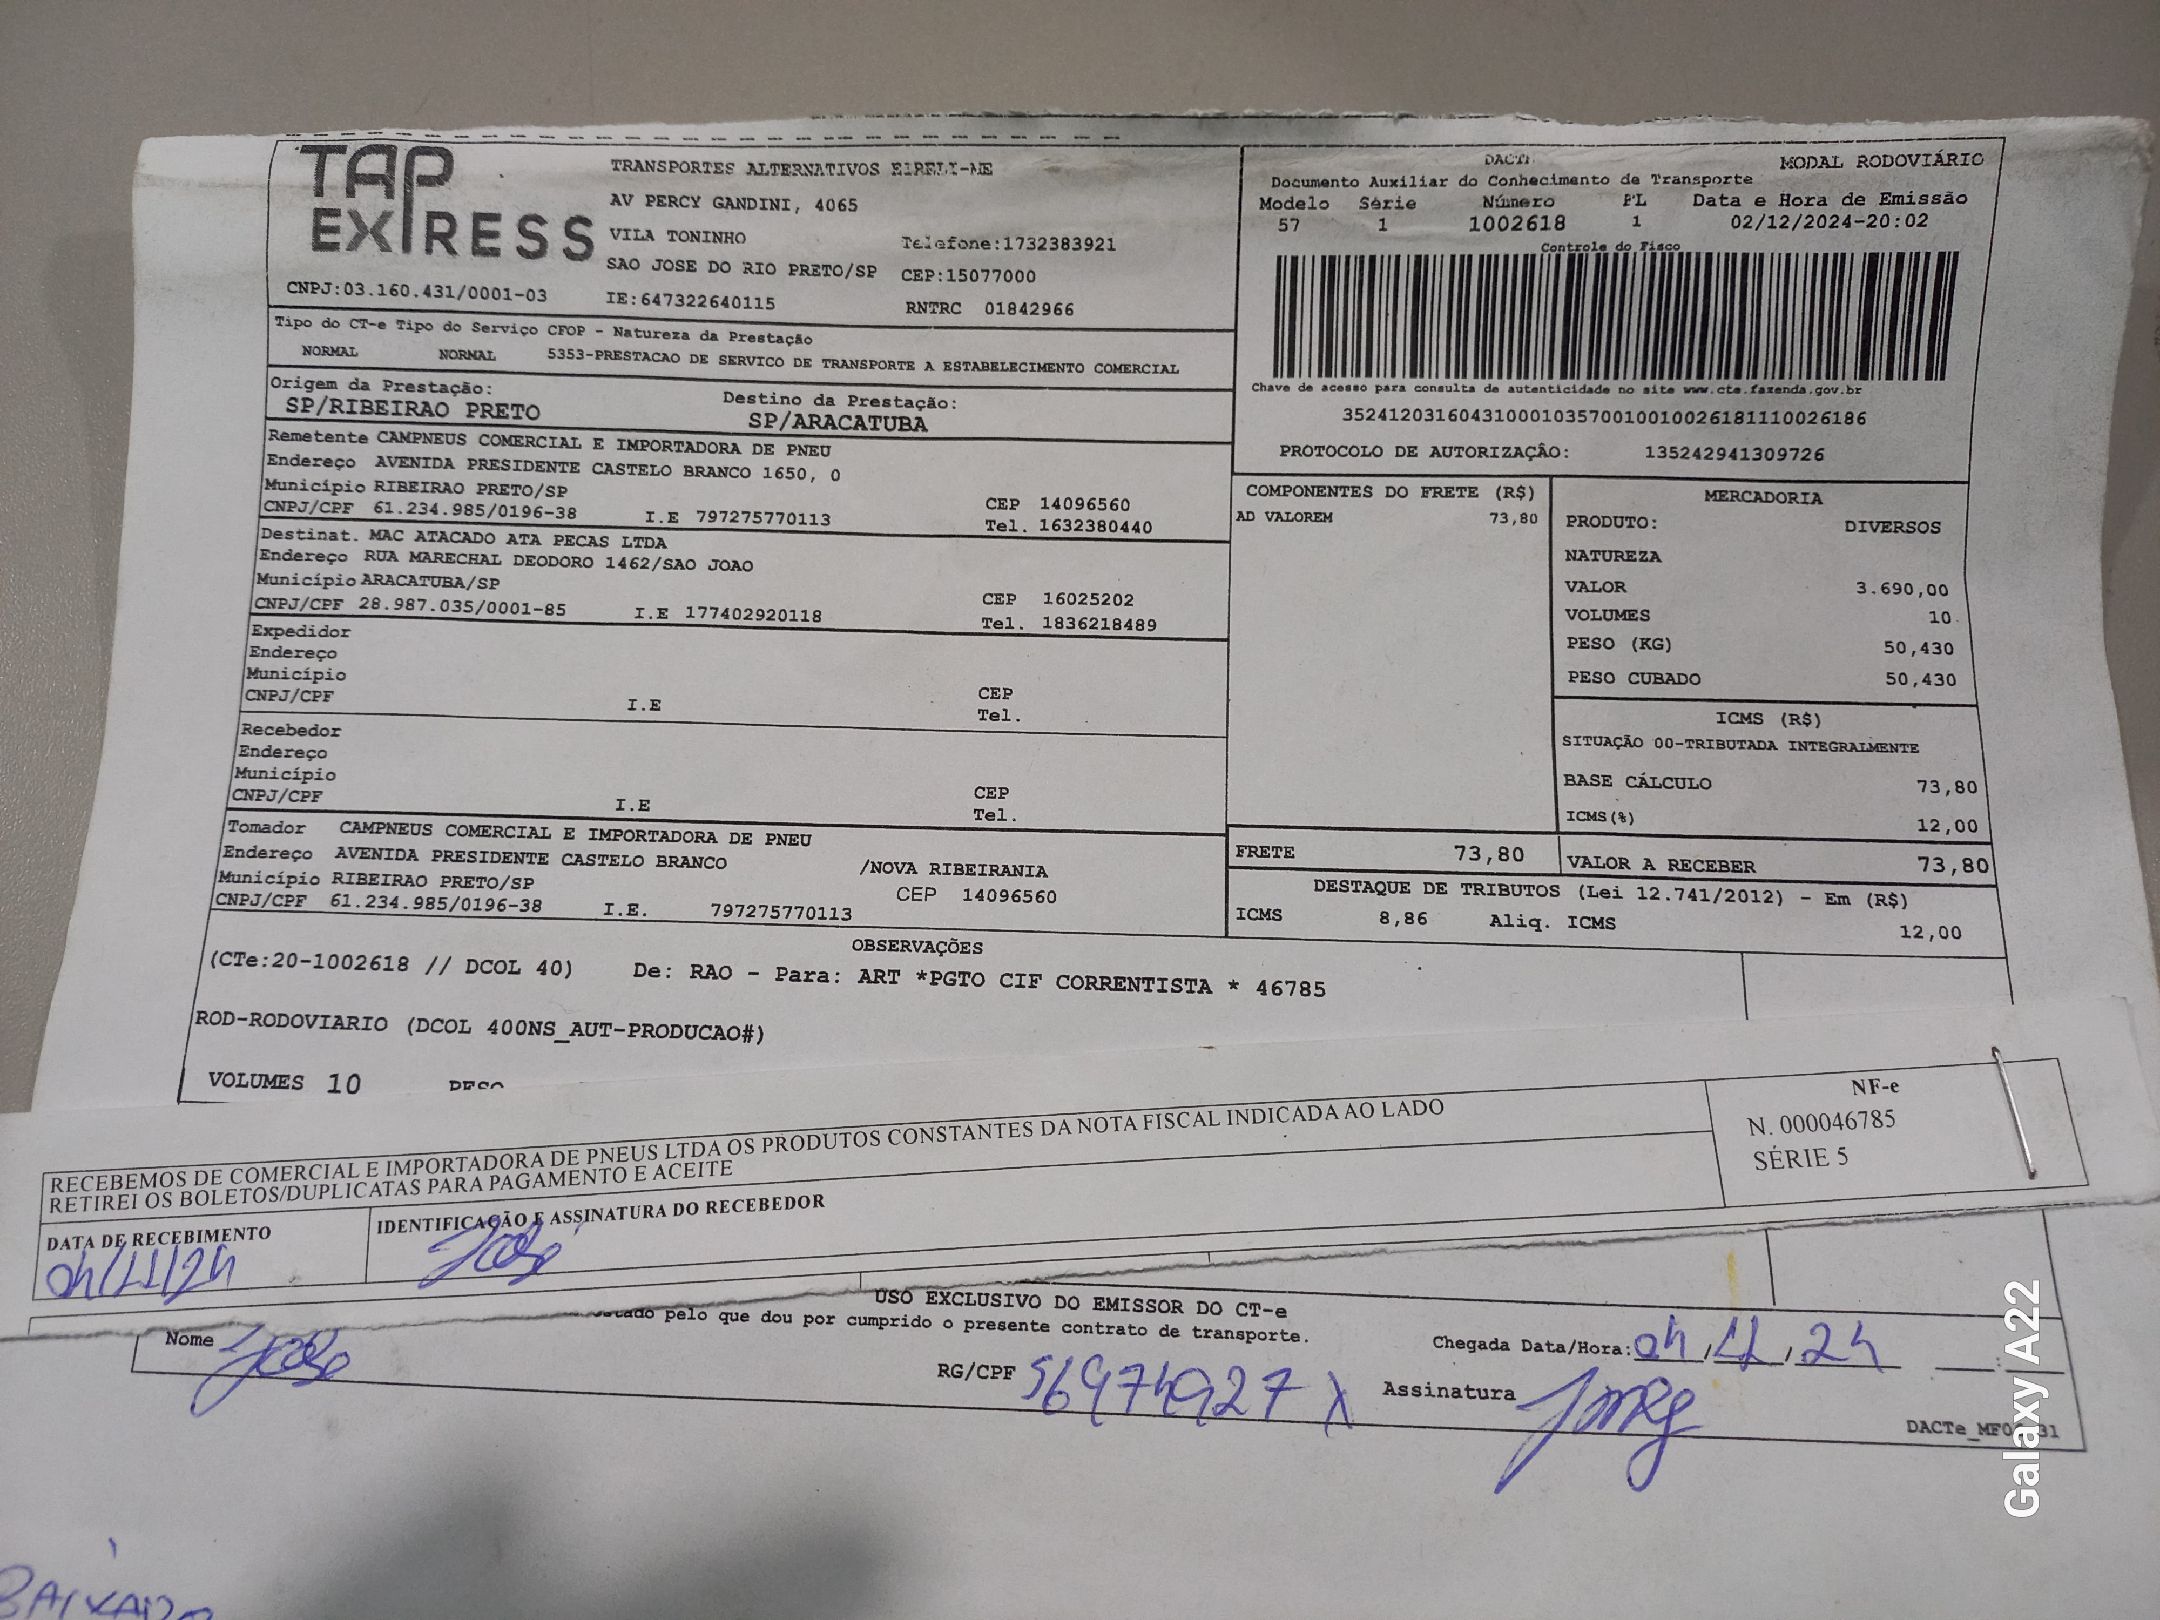 TAP EXPRESS
TRANSPORTES ALTERNATIVOS EIRELI-ME
AV PERCY GANDINI, 4065
VILA TONINHO Telefone:1732383921
SAO JOSE DO RIO PRETO/SP CEP:15077000
CNPJ:03.160.431/0001-03 IE:647322640115 RNTRC 01842966
DACTE MODAL RODOVIÁRIO
Documento Auxiliar do Conhecimento de Transporte
Modelo Série Número FL Data e Hora de Emissão
57 1 1002618 1 02/12/2024-20:02
Controle do Fisco
Chave de acesso para consulta de autenticidade no site www.cte.fazenda.gov.br
35241203160431000103570010010026181110026186
PROTOCOLO DE AUTORIZAÇÂO: 135242941309726
Tipo do CT-e Tipo do Serviço CFOP - Natureza da Prestação
NORMAL NORMAL 5353-PRESTACAO DE SERVICO DE TRANSPORTE A ESTABELECIMENTO COMERCIAL
Origem da Prestação: Destino da Prestação:
SP/RIBEIRAO PRETO SP/ARACATUBA
Remetente CAMPNEUS COMERCIAL E IMPORTADORA DE PNEU
Endereço AVENIDA PRESIDENTE CASTELO BRANCO 1650, 0
Município RIBEIRAO PRETO/SP CEP 14096560
CNPJ/CPF 61.234.985/0196-38 I.E 797275770113 Tel. 1632380440
Destinat. MAC ATACADO ATA PECAS LTDA
Endereço RUA MARECHAL DEODORO 1462/SAO JOAO
Município ARACATUBA/SP CEP 16025202
CNPJ/CPF 28.987.035/0001-85 I.E 177402920118 Tel. 1836218489
Expedidor
Endereço
Município CEP
CNPJ/CPF I.E Tel.
Recebedor
Endereço
Município CEP
CNPJ/CPF I.E Tel.
Tomador CAMPNEUS COMERCIAL E IMPORTADORA DE PNEU
Endereço AVENIDA PRESIDENTE CASTELO BRANCO /NOVA RIBEIRANIA
Município RIBEIRAO PRETO/SP CEP 14096560
CNPJ/CPF 61.234.985/0196-38 I.E. 797275770113
COMPONENTES DO FRETE (R$)
AD VALOREM 73,80
MERCADORIA
PRODUTO: DIVERSOS
NATUREZA
VALOR 3.690,00
VOLUMES 10
PESO (KG) 50,430
PESO CUBADO 50,430
ICMS (R$)
SITUAÇÃO 00-TRIBUTADA INTEGRALMENTE
BASE CÁLCULO 73,80
ICMS(%) 12,00
FRETE 73,80 VALOR A RECEBER 73,80
DESTAQUE DE TRIBUTOS (Lei 12.741/2012) - Em (R$)
ICMS 8,86 Aliq. ICMS 12,00
OBSERVAÇÕES
(CTe:20-1002618 // DCOL 40) De: RAO - Para: ART *PGTO CIF CORRENTISTA * 46785
ROD-RODOVIARIO (DCOL 400NS_AUT-PRODUCAO#)
VOLUMES 10 PESO
RECEBEMOS DE COMERCIAL E IMPORTADORA DE PNEUS LTDA OS PRODUTOS CONSTANTES DA NOTA FISCAL INDICADA AO LADO
RETIREI OS BOLETOS/DUPLICATAS PARA PAGAMENTO E ACEITE
NF-e
N. 000046785
SÉRIE 5
DATA DE RECEBIMENTO IDENTIFICAÇÃO E ASSINATURA DO RECEBEDOR
04/11/24 José
USO EXCLUSIVO DO EMISSOR DO CT-e
pelo que dou por cumprido o presente contrato de transporte.
Nome José RG/CPF Chegada Data/Hora: 04/11/24
Assinatura
Galaxy A22
BAIXADO